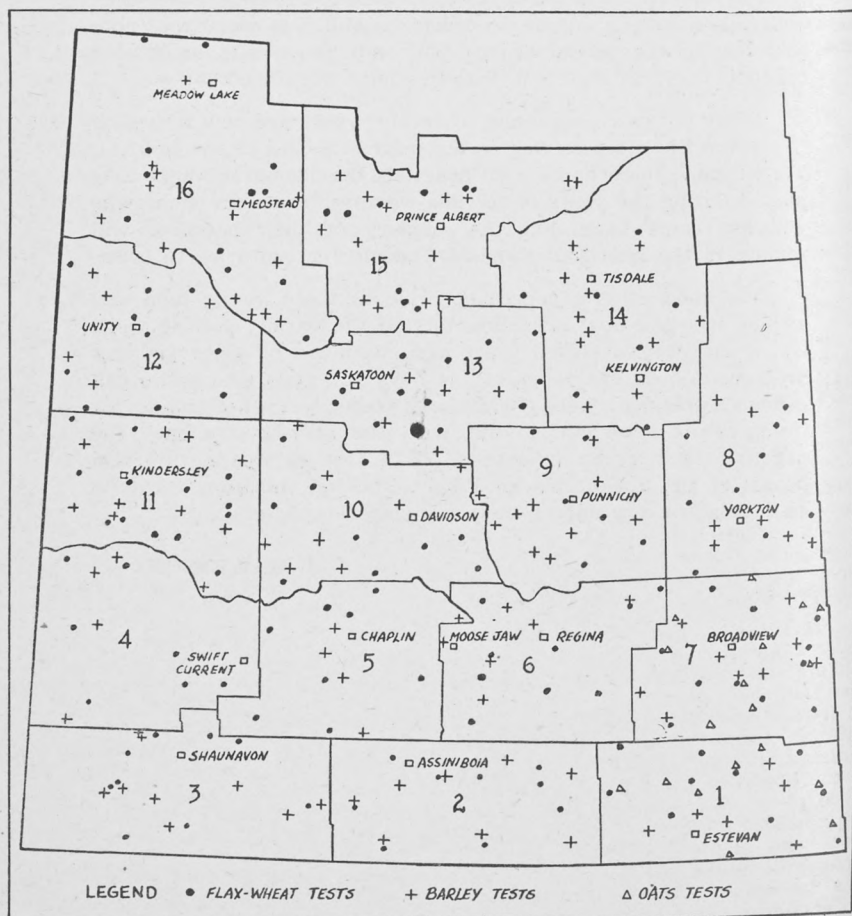 MEADOW LAKE
16
MEDSTEAD
PRINCE ALBERT
15
TISDALE
14
UNITY
12
SASKATOON
13
KELVINGTON
KINDERSLEY
11
10
DAVIDSON
9
PUNNICHY
8
YORKTON
4
SWIFT CURRENT
5
CHAPLIN
MOOSE JAW
REGINA
6
7
BROADVIEW
SHAUNAVON
3
ASSINIBOIA
2
1
ESTEVAN
LEGEND ● FLAX-WHEAT TESTS + BARLEY TESTS △ OATS TESTS